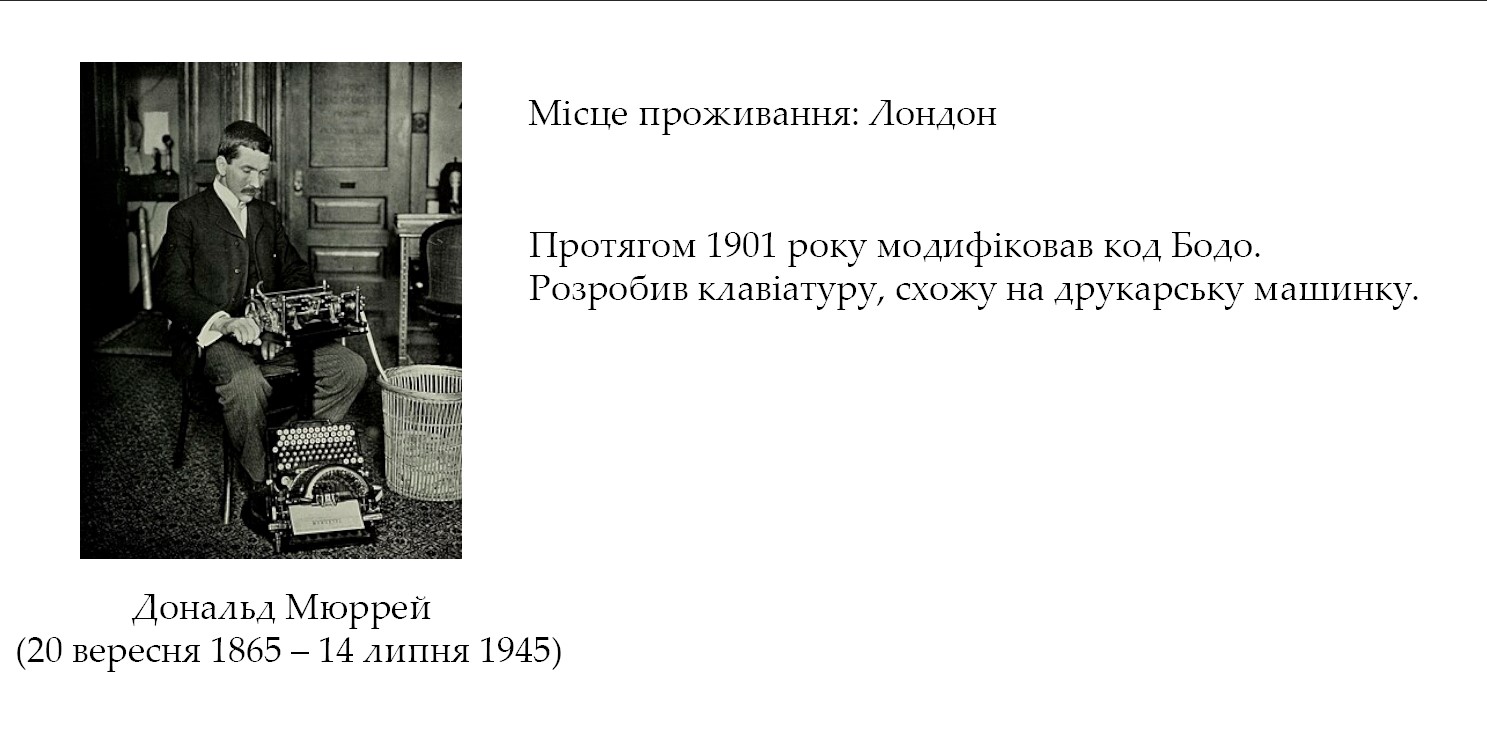 Місце проживання: Лондон
Протягом 1901 року модифіковав код Бодо.
Розробив клавіатуру, схожу на друкарську машинку.
Дональд Мюррей
(20 вересня 1865 – 14 липня 1945)